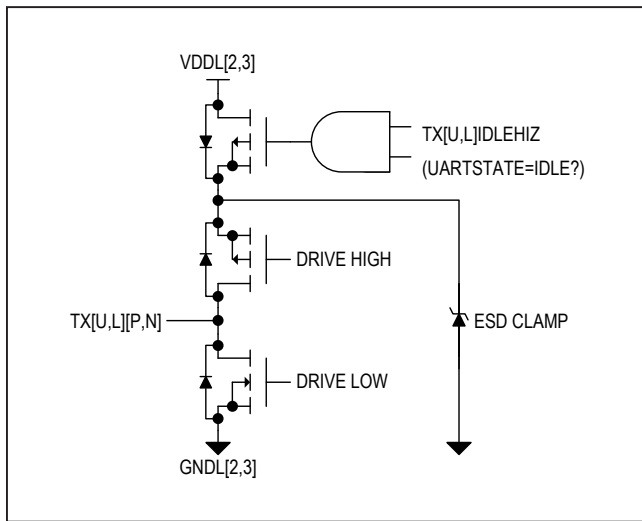 VDDL[2,3]
TX[U,L]IDLEHIZ
(UARTSTATE=IDLE?)
DRIVE HIGH
TX[U,L][P,N]
ESD CLAMP
DRIVE LOW
GNDL[2,3]